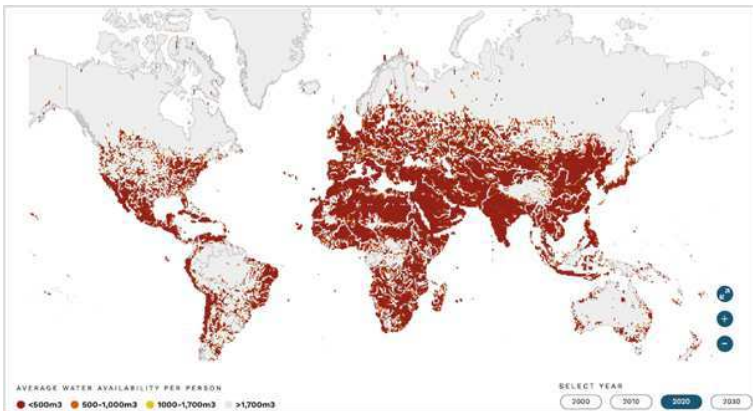 AVERAGE WATER AVAILABILITY PER PERSON
<500m3 500-1,000m3 1000-1,700m3 >1,700m3
SELECT YEAR
2000 2010 2020 2030